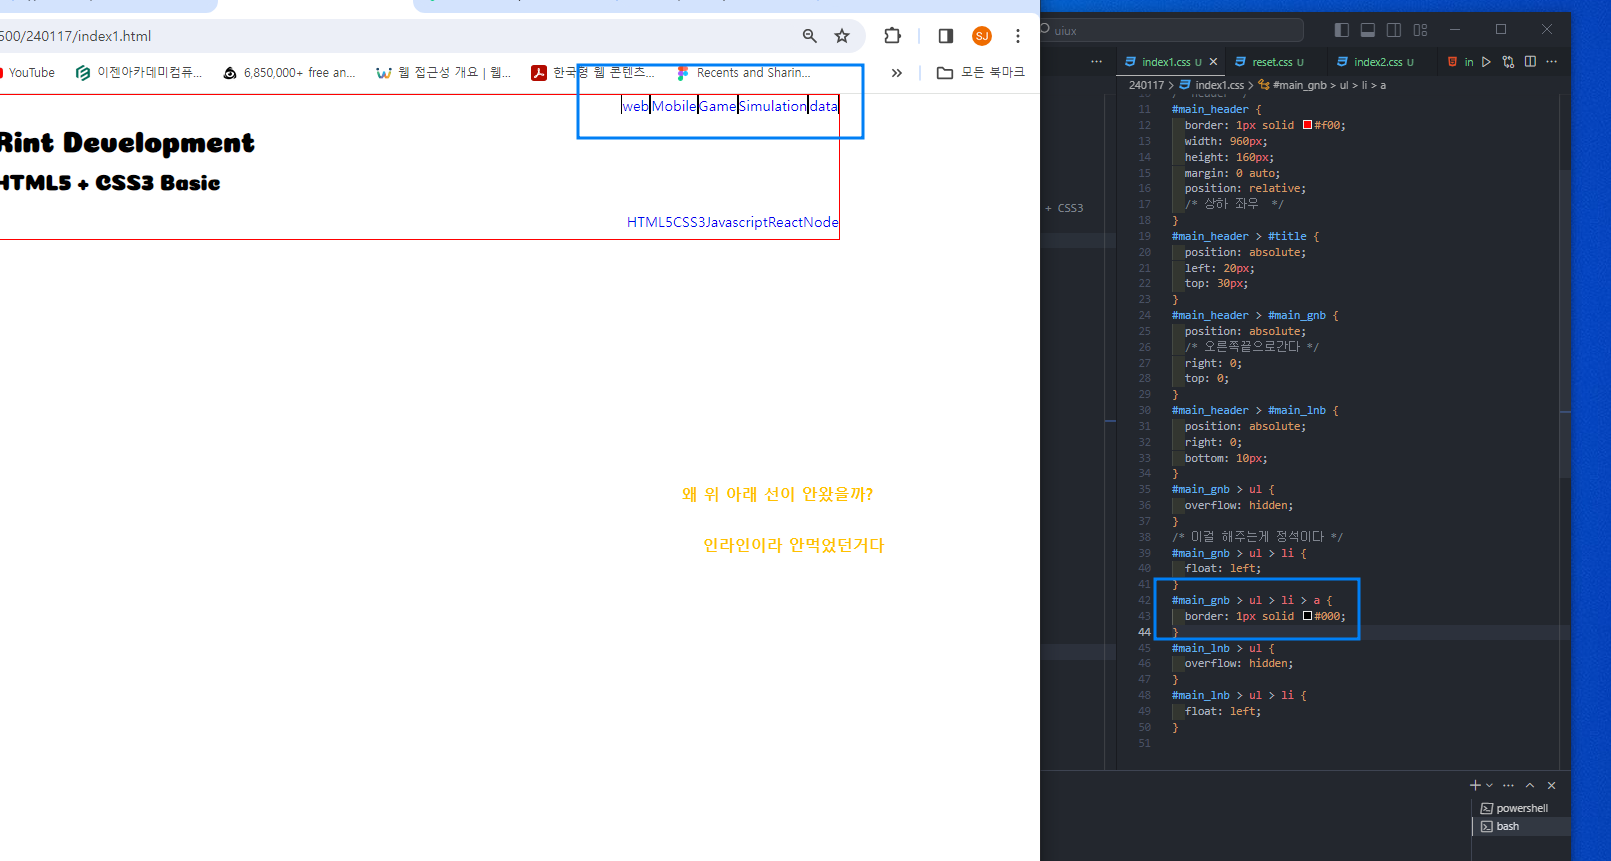 500/240117/index1.html
SJ
YouTube
이젠아카데미컴퓨...
6,850,000+ free an...
웹 접근성 개요 | 웹...
한국형 웹 콘텐츠...
Recents and Sharin...
»
모든 북마크
web Mobile Game Simulation data
Rint Development
HTML5 + CSS3 Basic
HTML5CSS3JavascriptReactNode
왜 위 아래 선이 안왔을까?
인라인이라 안먹었던거다
uiux
+ CSS3
index1.css U
reset.css U
index2.css U
in
240117 > index1.css > #main_gnb > ul > li > a
11 #main_header {
12 border: 1px solid #f00;
13 width: 960px;
14 height: 160px;
15 margin: 0 auto;
16 position: relative;
17 /* 상하 좌우  */
18 }
19 #main_header > #title {
20 position: absolute;
21 left: 20px;
22 top: 30px;
23 }
24 #main_header > #main_gnb {
25 position: absolute;
26 /* 오른쪽끝으로간다 */
27 right: 0;
28 top: 0;
29 }
30 #main_header > #main_lnb {
31 position: absolute;
32 right: 0;
33 bottom: 10px;
34 }
35 #main_gnb > ul {
36 overflow: hidden;
37 }
38 /* 이걸 해주는게 정석이다 */
39 #main_gnb > ul > li {
40 float: left;
41 }
42 #main_gnb > ul > li > a {
43 border: 1px solid #000;
44 }
45 #main_lnb > ul {
46 overflow: hidden;
47 }
48 #main_lnb > ul > li {
49 float: left;
50 }
51
powershell
bash